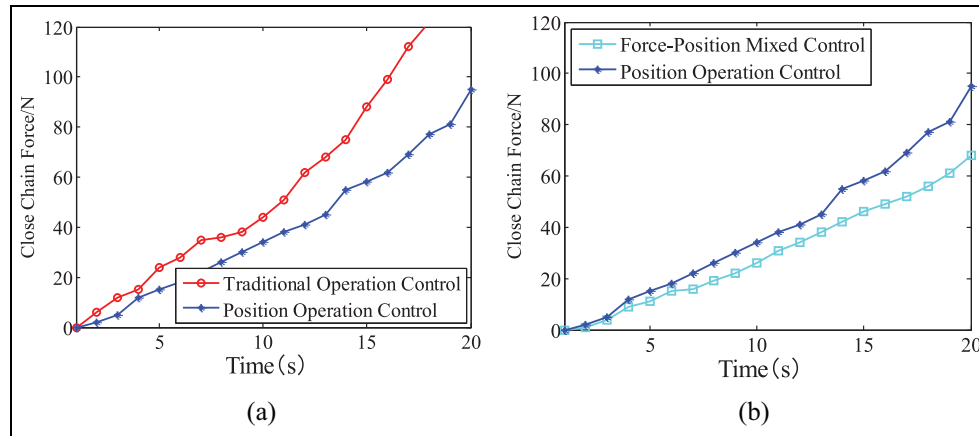 120
100
80
60
40
20
0
Close Chain Force/N
5
10
15
20
Time(s)
Traditional Operation Control
Position Operation Control
(a)
120
100
80
60
40
20
0
Close Chain Force/N
5
10
15
20
Time(s)
Force-Position Mixed Control
Position Operation Control
(b)